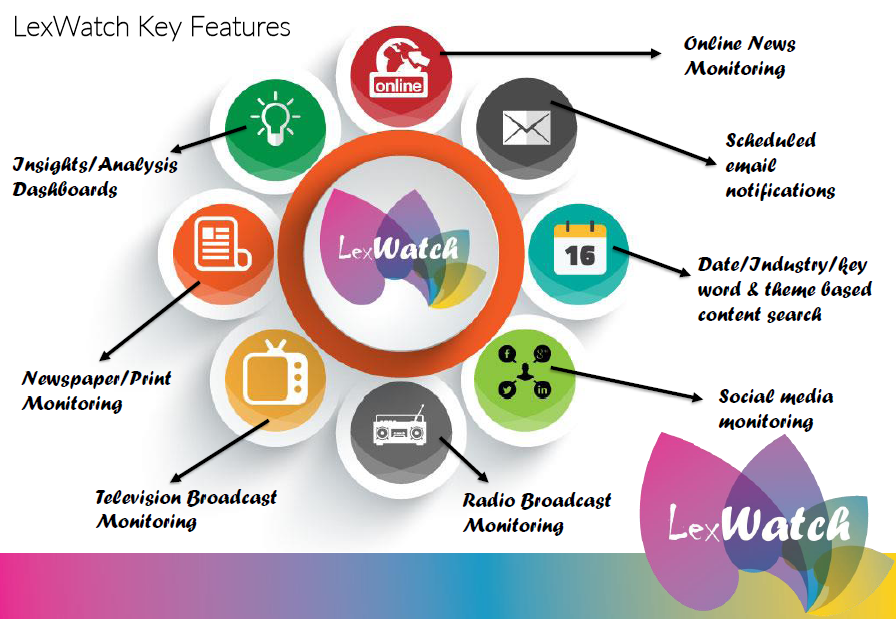 LexWatch Key Features
online
Online News
Monitoring
Scheduled
email
notifications
Insights/Analysis
Dashboards
LexWatch
16
Date/Industry/key
word & theme based
content search
Newspaper/Print
Monitoring
f
g+
in
Social media
monitoring
Television Broadcast
Monitoring
Radio Broadcast
Monitoring
LexWatch